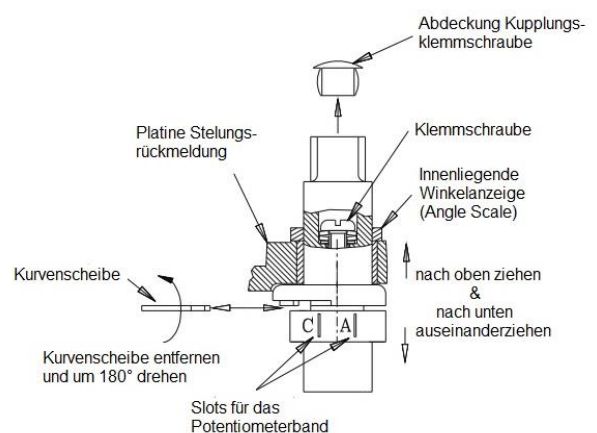 Abdeckung Kupplungs-
klemmschraube
Klemmschraube
Platine Stelungs-
rückmeldung
Innenliegende
Winkelanzeige
(Angle Scale)
Kurvenscheibe
nach oben ziehen
&
nach unten
auseinanderziehen
C A
Kurvenscheibe entfernen
und um 180° drehen
Slots für das
Potentiometerband